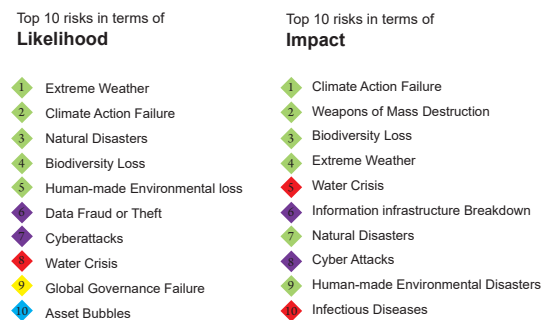 Top 10 risks in terms of
Likelihood
1 Extreme Weather
2 Climate Action Failure
3 Natural Disasters
4 Biodiversity Loss
5 Human-made Environmental loss
6 Data Fraud or Theft
7 Cyberattacks
8 Water Crisis
9 Global Governance Failure
10 Asset Bubbles
Top 10 risks in terms of
Impact
1 Climate Action Failure
2 Weapons of Mass Destruction
3 Biodiversity Loss
4 Extreme Weather
5 Water Crisis
6 Information infrastructure Breakdown
7 Natural Disasters
8 Cyber Attacks
9 Human-made Environmental Disasters
10 Infectious Diseases